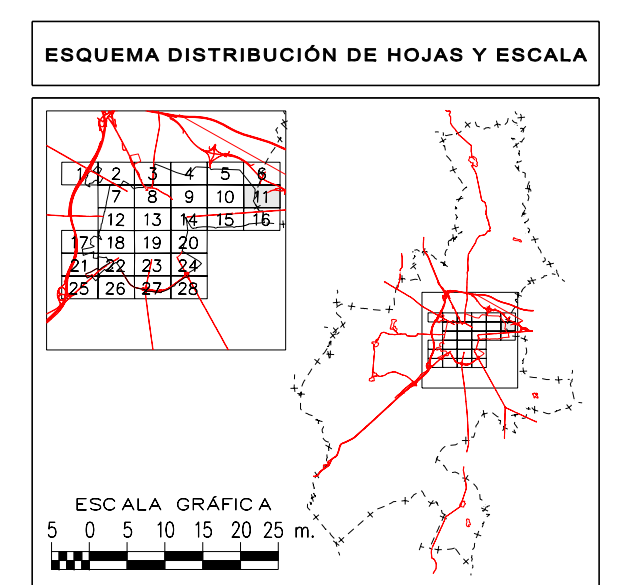 ESQUEMA DISTRIBUCIÓN DE HOJAS Y ESCALA
1 2 3 4 5 6
7 8 9 10 11
12 13 14 15 16
17 18 19 20
21 22 23 24
25 26 27 28
ESCALA GRÁFICA
5 0 5 10 15 20 25 m.